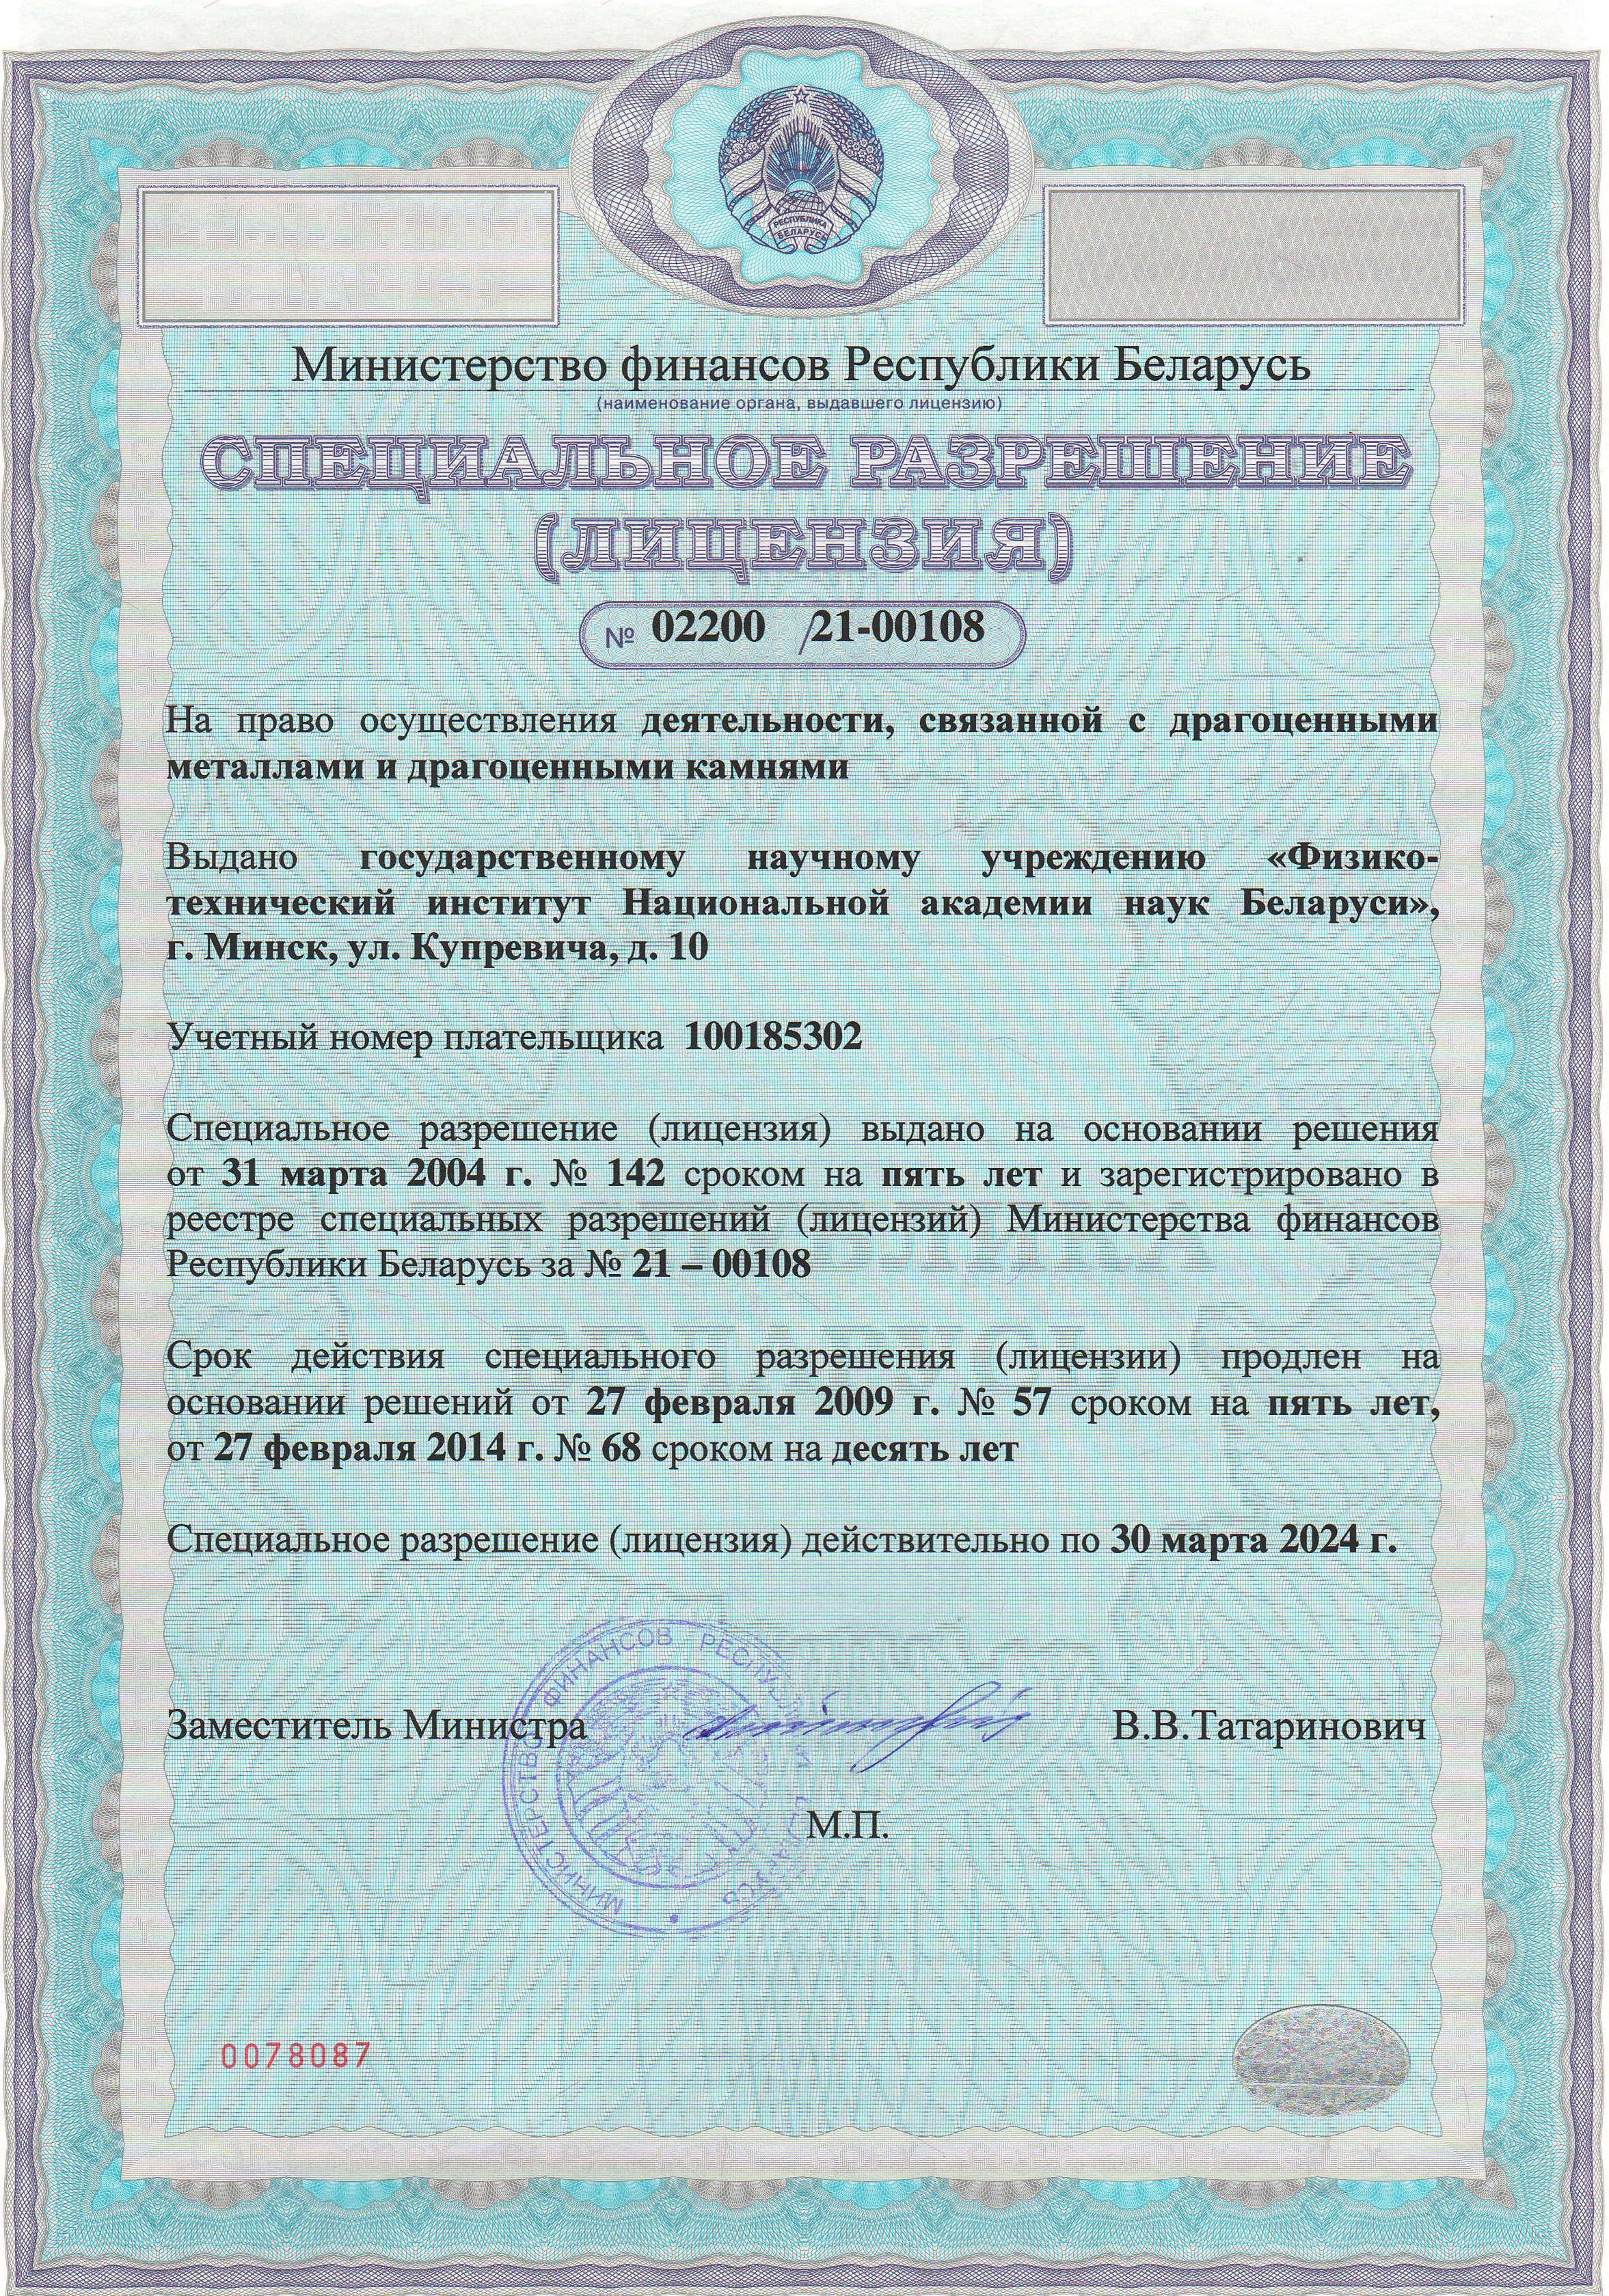 РЕСПУБЛИКА
БЕЛАРУСЬ
Министерство финансов Республики Беларусь
(наименование органа, выдавшего лицензию)
СПЕЦИАЛЬНОЕ РАЗРЕШЕНИЕ
(ЛИЦЕНЗИЯ)
№ 02200 /21-00108
На право осуществления деятельности, связанной с драгоценными
металлами и драгоценными камнями
Выдано государственному научному учреждению «Физико-
технический институт Национальной академии наук Беларуси»,
г. Минск, ул. Купревича, д. 10
Учетный номер плательщика 100185302
Специальное разрешение (лицензия) выдано на основании решения
от 31 марта 2004 г. № 142 сроком на пять лет и зарегистрировано в
реестре специальных разрешений (лицензий) Министерства финансов
Республики Беларусь за № 21 – 00108
Срок действия специального разрешения (лицензии) продлен на
основании решений от 27 февраля 2009 г. № 57 сроком на пять лет,
от 27 февраля 2014 г. № 68 сроком на десять лет
Специальное разрешение (лицензия) действительно по 30 марта 2024 г.
МИНИСТЕРСТВО ФИНАНСОВ РЕСПУБЛИКИ БЕЛАРУСЬ
Заместитель Министра В.В.Татаринович
М.П.
0078087